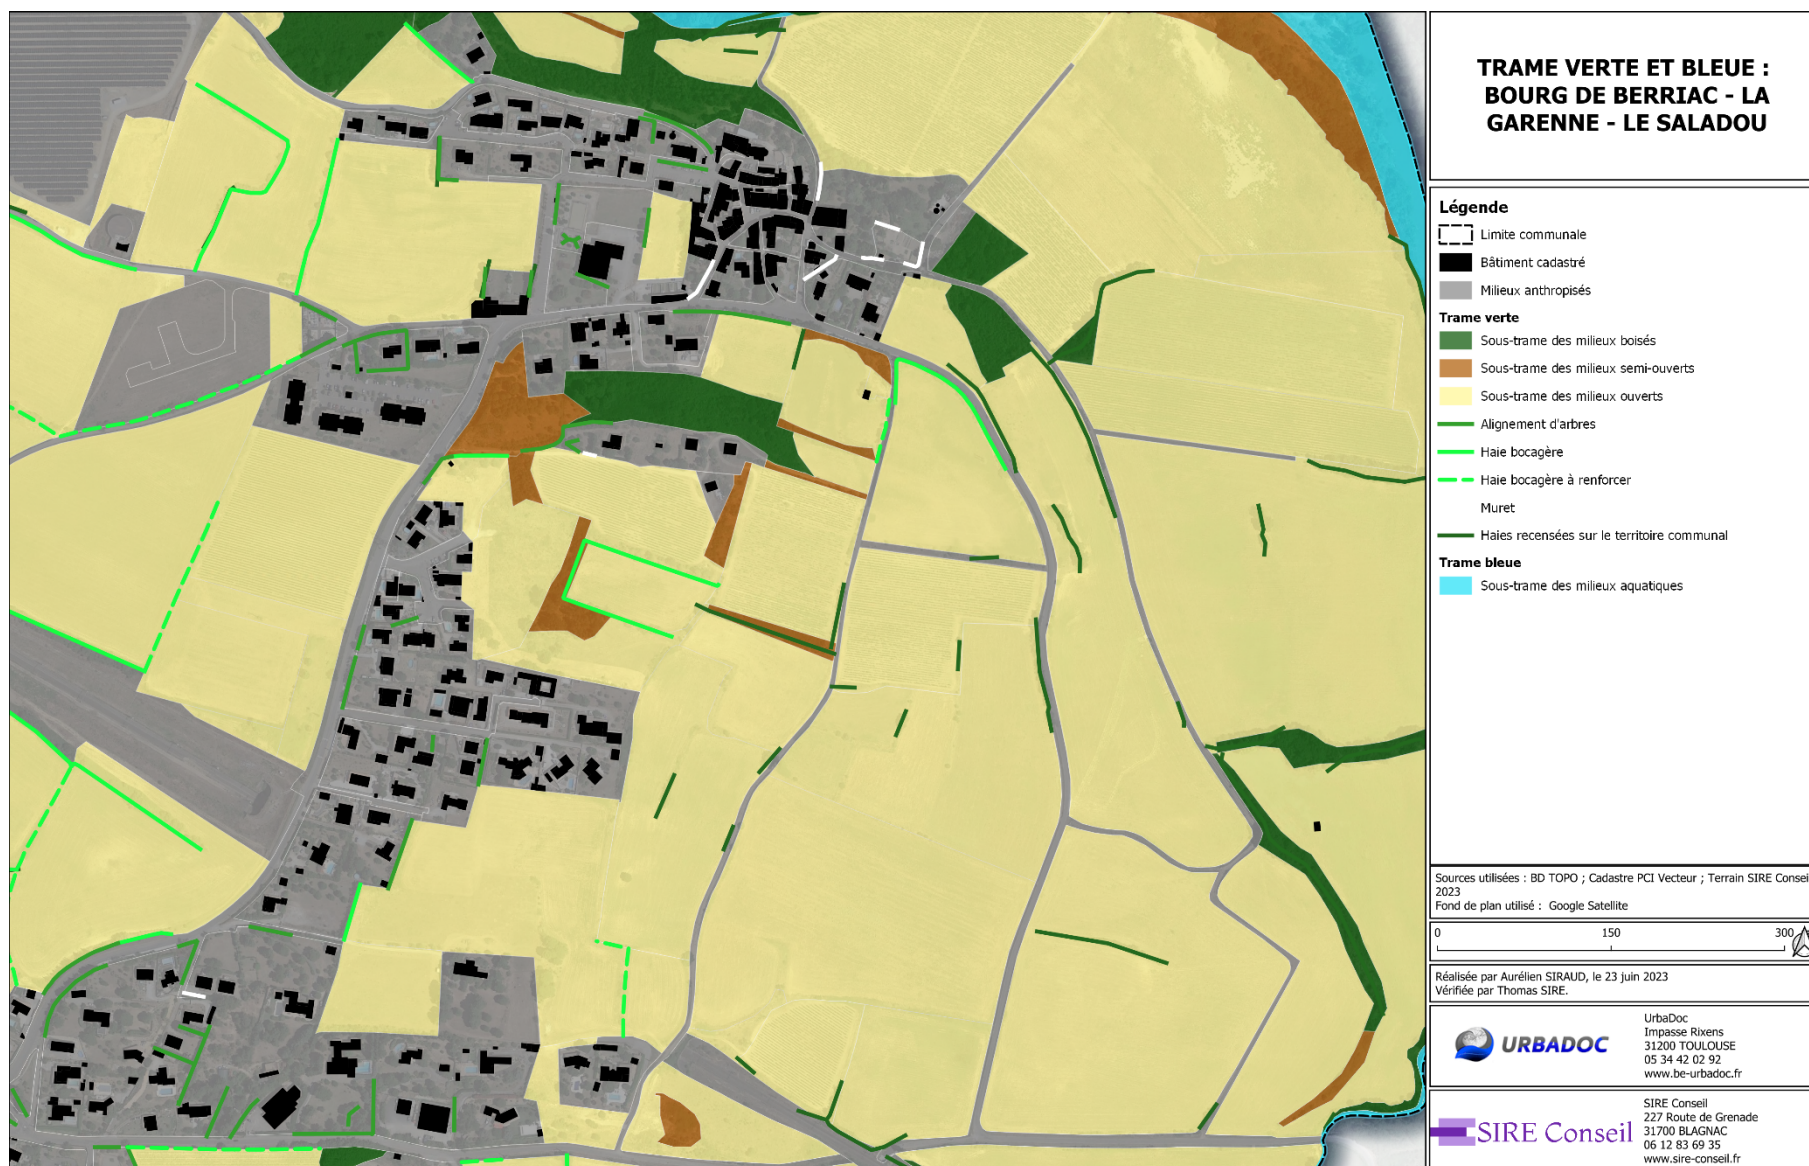 TRAME VERTE ET BLEUE :
BOURG DE BERRIAC - LA
GARENNE - LE SALADOU
Légende
Limite communale
Bâtiment cadastré
Milieux anthropisés
Trame verte
Sous-trame des milieux boisés
Sous-trame des milieux semi-ouverts
Sous-trame des milieux ouverts
Alignement d'arbres
Haie bocagère
Haie bocagère à renforcer
Muret
Haies recensées sur le territoire communal
Trame bleue
Sous-trame des milieux aquatiques
Sources utilisées : BD TOPO ; Cadastre PCI Vecteur ; Terrain SIRE Conseil
2023
Fond de plan utilisé : Google Satellite
0 150 300
Réalisée par Aurélien SIRAUD, le 23 juin 2023
Vérifiée par Thomas SIRE.
URBADOC
UrbaDoc
Impasse Rixens
31200 TOULOUSE
05 34 42 02 92
www.be-urbadoc.fr
SIRE Conseil
SIRE Conseil
227 Route de Grenade
31700 BLAGNAC
06 12 83 69 35
www.sire-conseil.fr